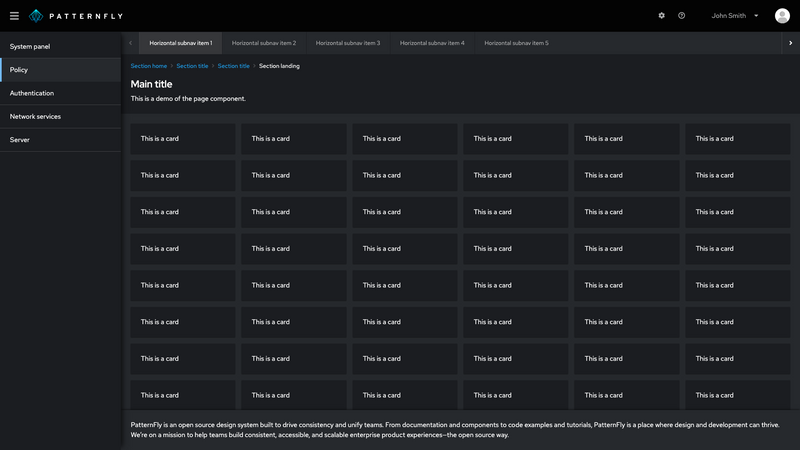 PATTERNFLY
John Smith
System panel
Policy
Authentication
Network services
Server
Horizontal subnav item 1 Horizontal subnav item 2 Horizontal subnav item 3 Horizontal subnav item 4 Horizontal subnav item 5
Section home > Section title > Section title > Section landing
Main title
This is a demo of the page component.
This is a card This is a card This is a card This is a card This is a card This is a card
This is a card This is a card This is a card This is a card This is a card This is a card
This is a card This is a card This is a card This is a card This is a card This is a card
This is a card This is a card This is a card This is a card This is a card This is a card
This is a card This is a card This is a card This is a card This is a card This is a card
This is a card This is a card This is a card This is a card This is a card This is a card
This is a card This is a card This is a card This is a card This is a card This is a card
This is a card This is a card This is a card This is a card This is a card This is a card
PatternFly is an open source design system built to drive consistency and unify teams. From documentation and components to code examples and tutorials, PatternFly is a place where design and development can thrive.
We're on a mission to help teams build consistent, accessible, and scalable enterprise product experiences—the open source way.